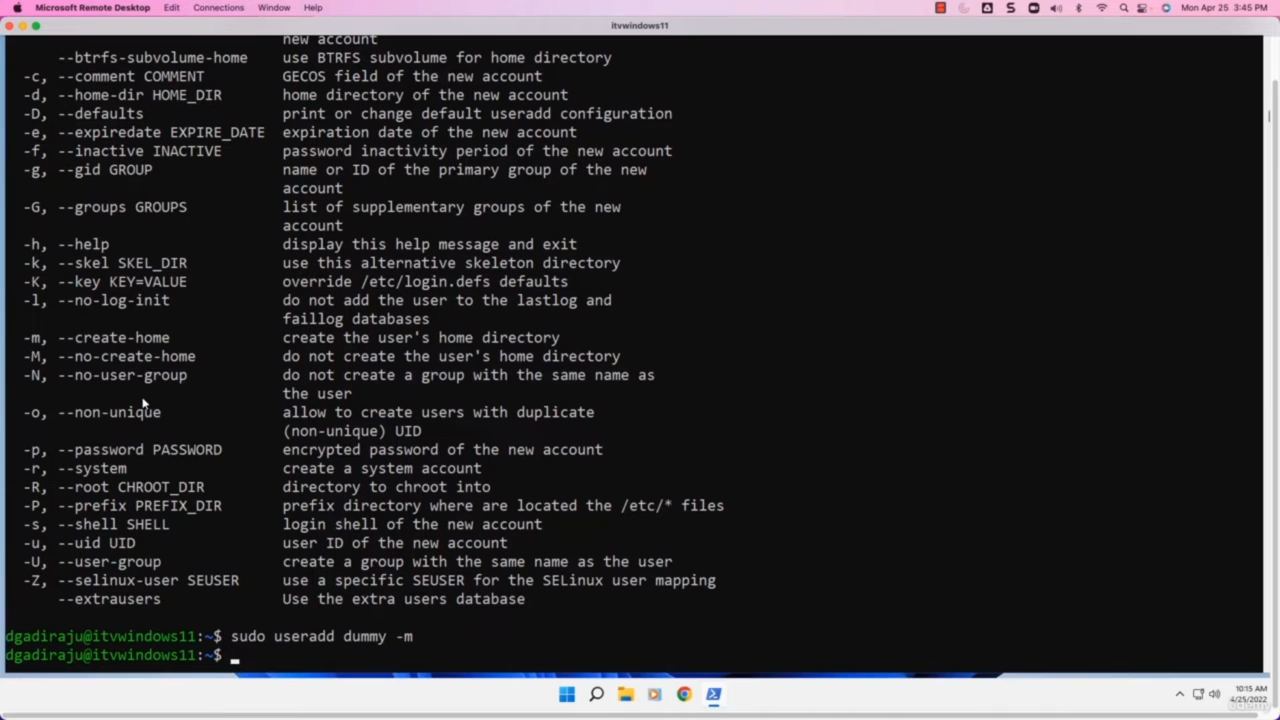 Microsoft Remote Desktop Edit Connections Window Help Mon Apr 25 3:45 PM
itvwindows11
new account
--btrfs-subvolume-home use BTRFS subvolume for home directory
-c, --comment COMMENT GECOS field of the new account
-d, --home-dir HOME_DIR home directory of the new account
-D, --defaults print or change default useradd configuration
-e, --expiredate EXPIRE_DATE expiration date of the new account
-f, --inactive INACTIVE password inactivity period of the new account
-g, --gid GROUP name or ID of the primary group of the new
account
-G, --groups GROUPS list of supplementary groups of the new
account
-h, --help display this help message and exit
-k, --skel SKEL_DIR use this alternative skeleton directory
-K, --key KEY=VALUE override /etc/login.defs defaults
-l, --no-log-init do not add the user to the lastlog and
faillog databases
-m, --create-home create the user's home directory
-M, --no-create-home do not create the user's home directory
-N, --no-user-group do not create a group with the same name as
the user
-o, --non-unique allow to create users with duplicate
(non-unique) UID
-p, --password PASSWORD encrypted password of the new account
-r, --system create a system account
-R, --root CHROOT_DIR directory to chroot into
-P, --prefix PREFIX_DIR prefix directory where are located the /etc/* files
-s, --shell SHELL login shell of the new account
-u, --uid UID user ID of the new account
-U, --user-group create a group with the same name as the user
-Z, --selinux-user SEUSER use a specific SEUSER for the SELinux user mapping
--extrausers Use the extra users database
dgadiraju@itvwindows11:~$ sudo useradd dummy -m
dgadiraju@itvwindows11:~$
10:15 AM
4/25/2022
udemy